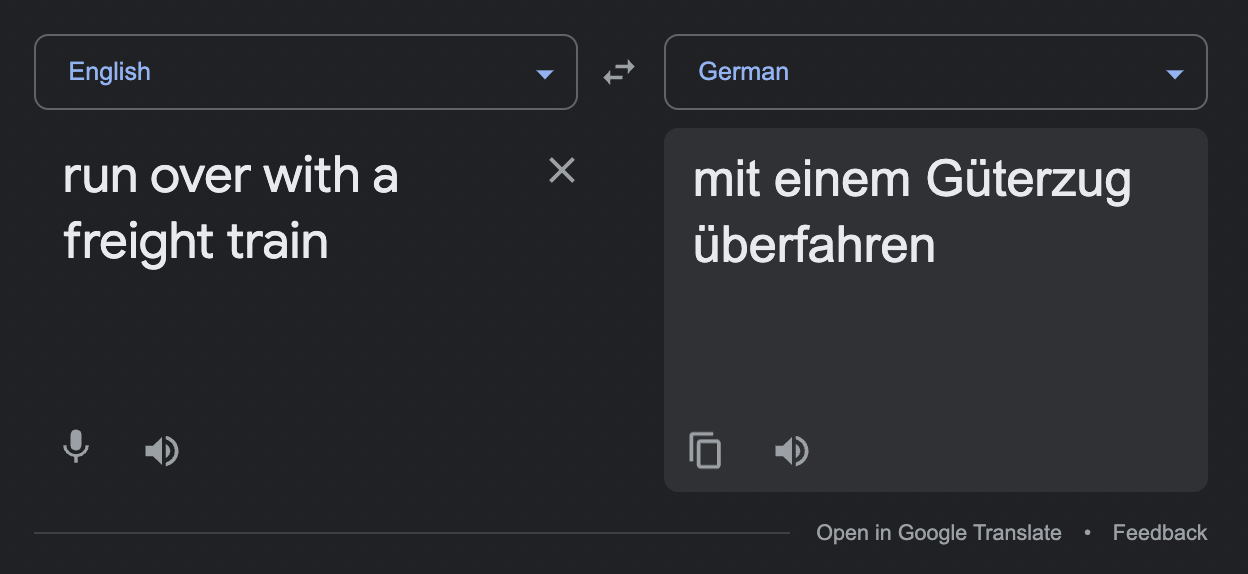 English
German
run over with a
freight train
mit einem Güterzug
überfahren
Open in Google Translate • Feedback